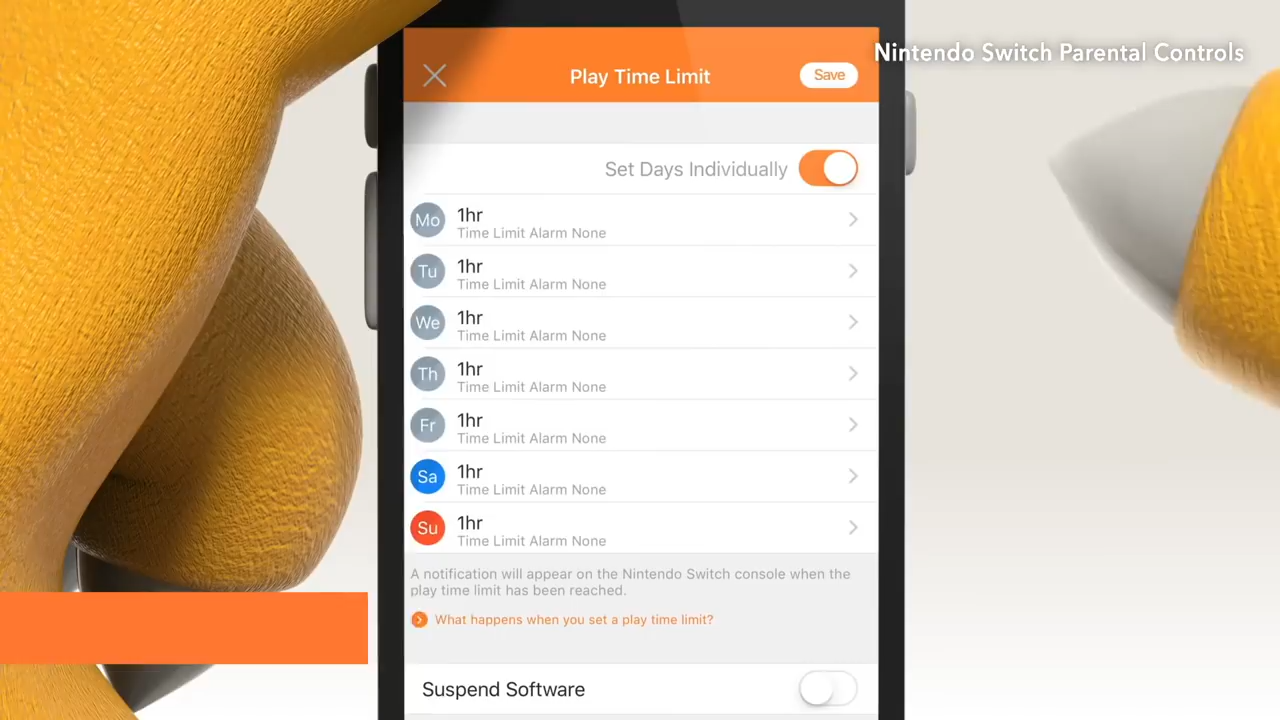 Nintendo Switch Parental Controls
Play Time Limit
Save
Set Days Individually
Mo
1hr
Time Limit Alarm None
Tu
1hr
Time Limit Alarm None
We
1hr
Time Limit Alarm None
Th
1hr
Time Limit Alarm None
Fr
1hr
Time Limit Alarm None
Sa
1hr
Time Limit Alarm None
Su
1hr
Time Limit Alarm None
A notification will appear on the Nintendo Switch console when the
play time limit has been reached.
What happens when you set a play time limit?
Suspend Software